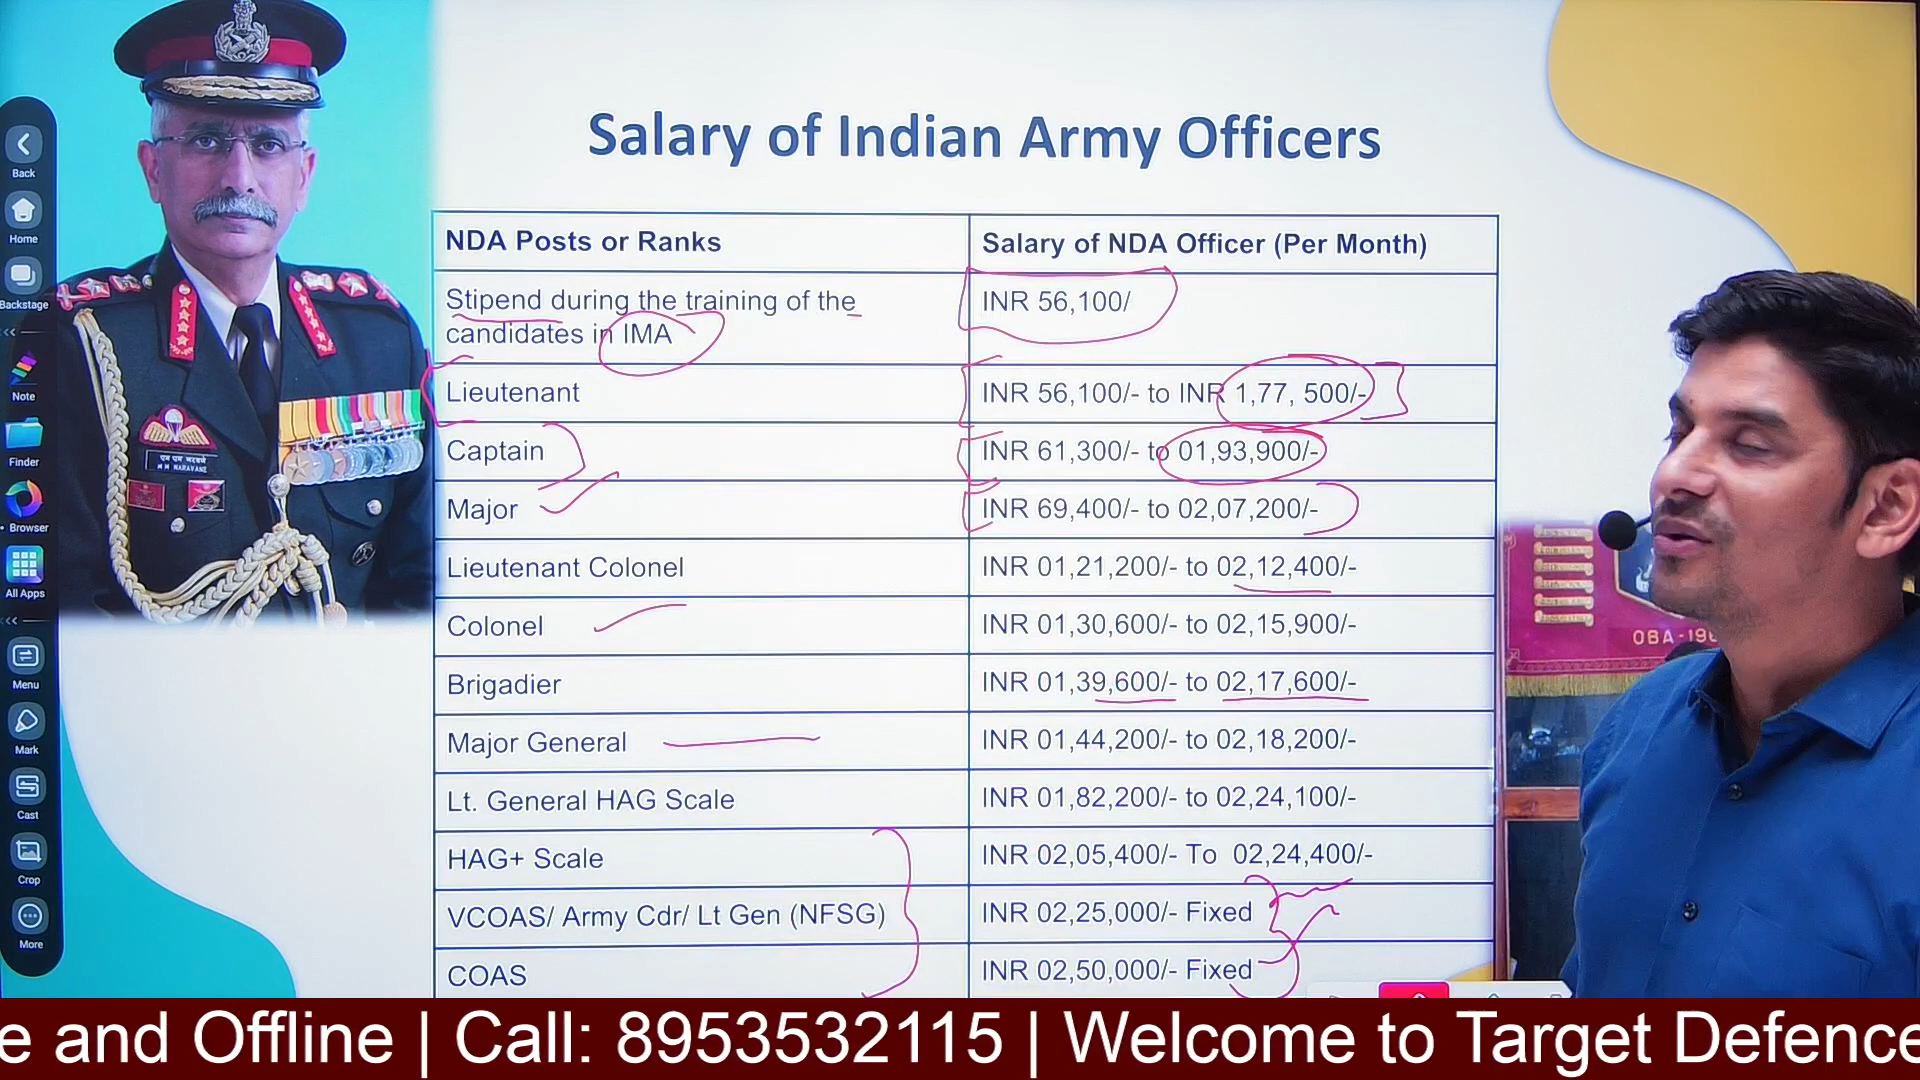 Salary of Indian Army Officers
NDA Posts or Ranks
Salary of NDA Officer (Per Month)
Stipend during the training of the
candidates in IMA
INR 56,100/
Lieutenant
INR 56,100/- to INR 1,77, 500/-
Captain
INR 61,300/- to 01,93,900/-
Major
INR 69,400/- to 02,07,200/-
Lieutenant Colonel
INR 01,21,200/- to 02,12,400/-
Colonel
INR 01,30,600/- to 02,15,900/-
Brigadier
INR 01,39,600/- to 02,17,600/-
Major General
INR 01,44,200/- to 02,18,200/-
Lt. General HAG Scale
INR 01,82,200/- to 02,24,100/-
HAG+ Scale
INR 02,05,400/- To 02,24,400/-
VCOAS/ Army Cdr/ Lt Gen (NFSG)
INR 02,25,000/- Fixed
COAS
INR 02,50,000/- Fixed
Back
Home
Backstage
Note
Finder
Browser
All Apps
Menu
Mark
Cast
Crop
More
M M NARAVANE
OBA-196
e and Offline | Call: 8953532115 | Welcome to Target Defence